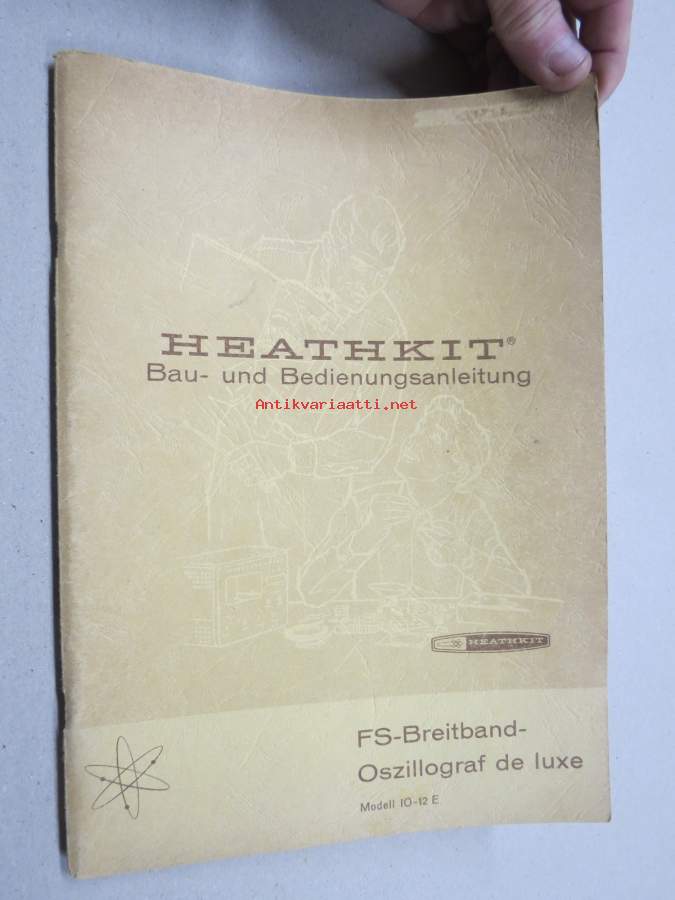 HEATHKIT®
Bau- und Bedienungsanleitung
Antikvariaatti.net
HEATHKIT
FS-Breitband-
Oszillograf de luxe
Modell IO-12 E